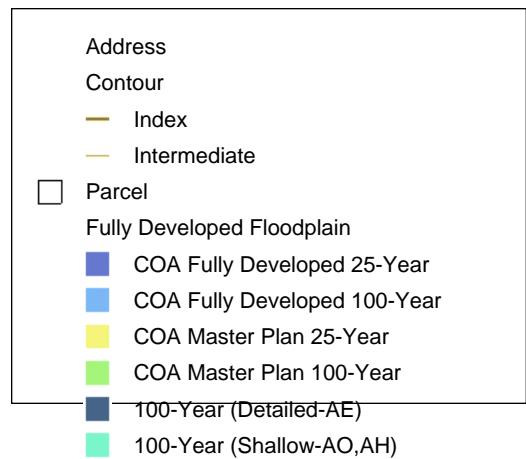 Address
Contour
Index
Intermediate
Parcel
Fully Developed Floodplain
COA Fully Developed 25-Year
COA Fully Developed 100-Year
COA Master Plan 25-Year
COA Master Plan 100-Year
100-Year (Detailed-AE)
100-Year (Shallow-AO,AH)